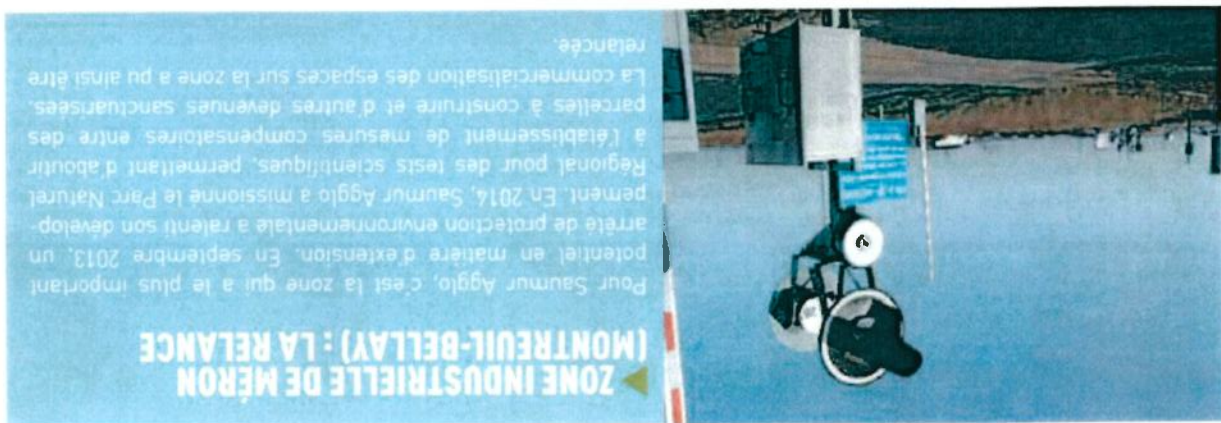 ZONE INDUSTRIELLE DE MÉRON
(MONTREUIL-BELLAY) : LA RELANCE
Pour Saumur Agglo, c'est la zone qui a le plus important
potentiel en matière d'extension. En septembre 2013, un
arrêté de protection environnementale a ralenti son dévelop-
pement. En 2014, Saumur Agglo a missionné le Parc Naturel
Régional pour des tests scientifiques, permettant d'aboutir
à l'établissement de mesures compensatoires entre des
parcelles à construire et d'autres devenues sanctuarisées.
La commercialisation des espaces sur la zone a pu ainsi être
relancée.